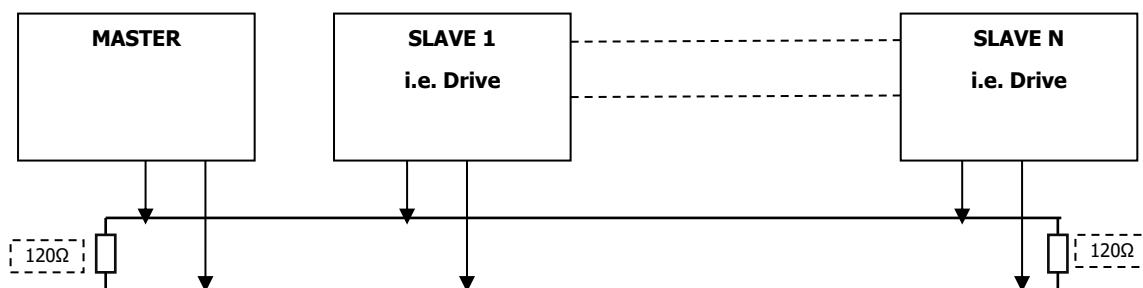 MASTER
SLAVE 1
i.e. Drive
SLAVE N
i.e. Drive
120Ω
120Ω